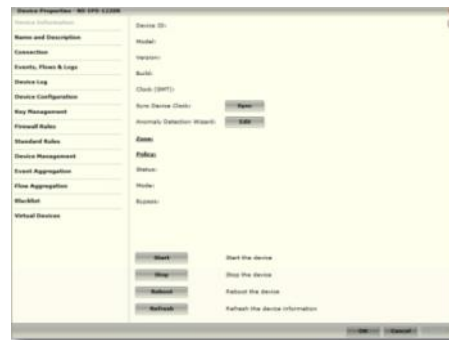 Device Properties - NS IPS-1220R
Device Information
Name and Description
Connection
Events, Flows & Logs
Device Log
Device Configuration
Key Management
Firewall Rules
Standard Rules
Device Management
Event Aggregation
Flow Aggregation
Blacklist
Virtual Devices
Device ID:
Model:
Version:
Build:
Clock (GMT):
Sync Device Clock: Sync
Anomaly Detection Wizard: Edit
Zone:
Policy:
Status:
Mode:
Bypass:
Start Start the device
Stop Stop the device
Reboot Reboot the device
Refresh Refresh the device information
OK Cancel